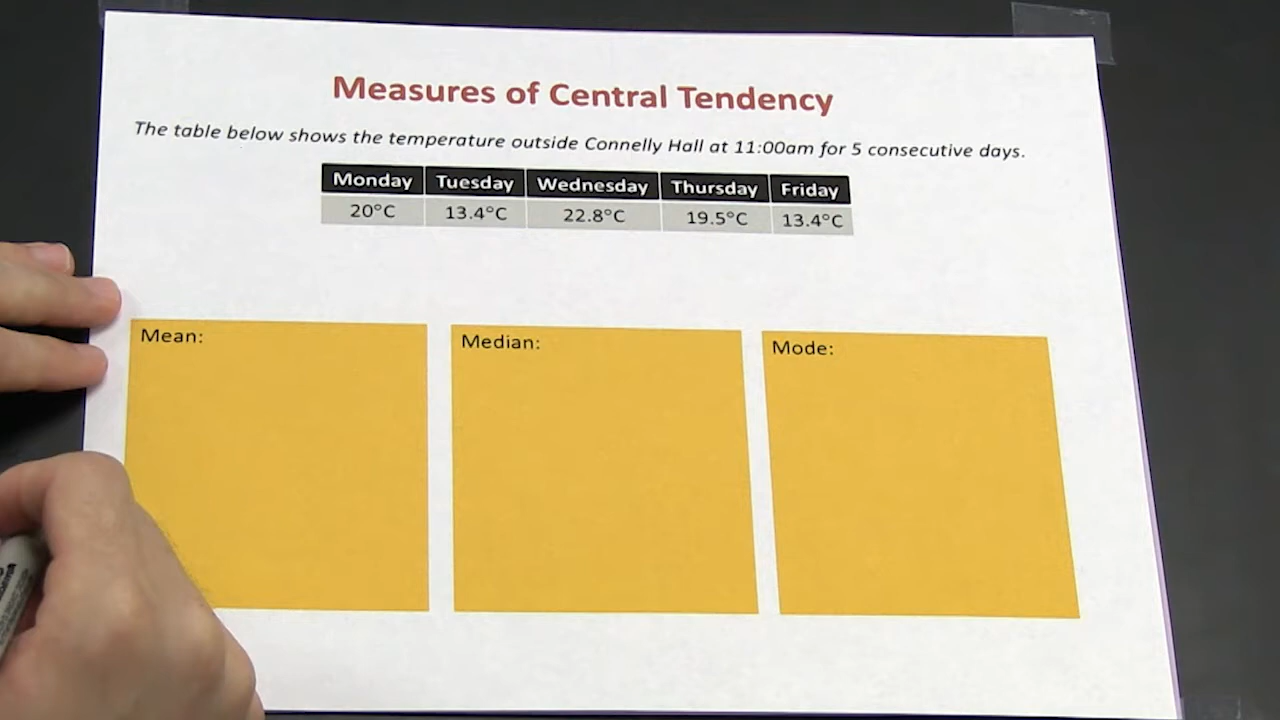 Measures of Central Tendency
The table below shows the temperature outside Connelly Hall at 11:00am for 5 consecutive days.
Monday Tuesday Wednesday Thursday Friday
20°C 13.4°C 22.8°C 19.5°C 13.4°C
Mean: Median: Mode: